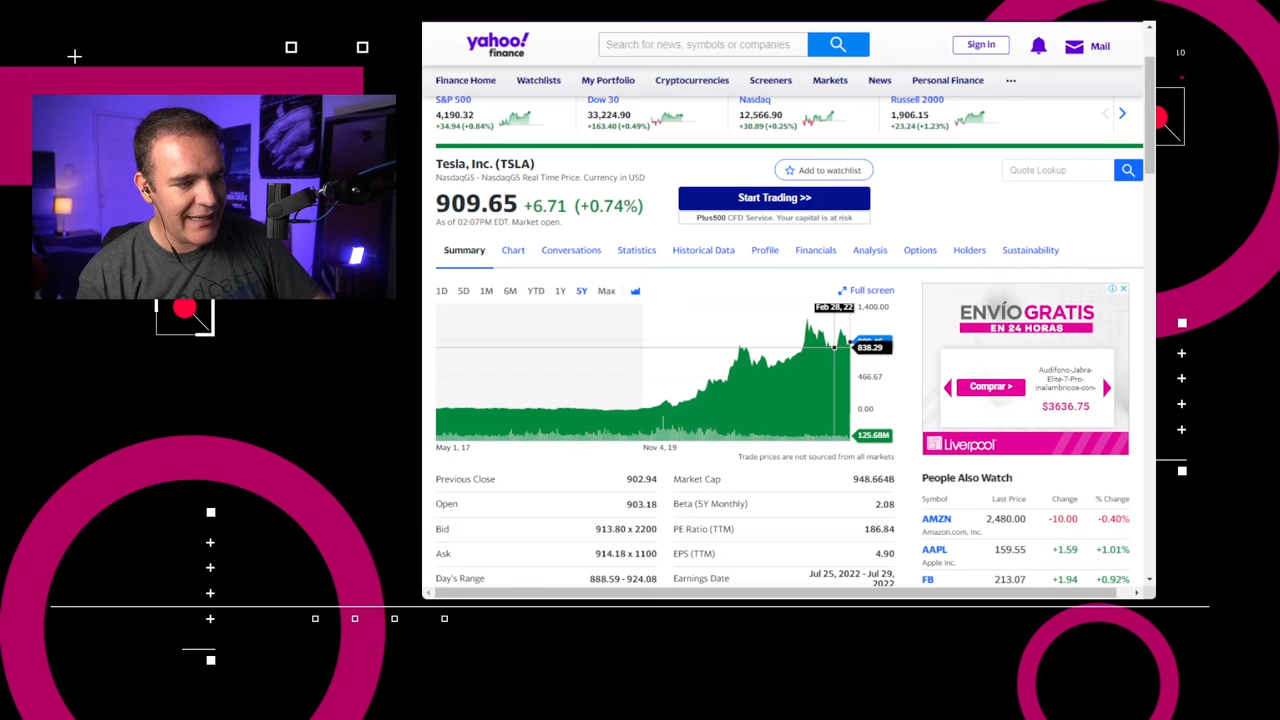 yahoo!
finance
Search for news, symbols or companies
Sign in
Mail
Finance Home Watchlists My Portfolio Cryptocurrencies Screeners Markets News Personal Finance ...
S&P 500 Dow 30 Nasdaq Russell 2000
4,190.32 33,224.90 12,566.90 1,906.15
+34.94 (+0.84%) +163.40 (+0.49%) +30.89 (+0.25%) +23.24 (+1.23%)
Tesla, Inc. (TSLA)
NasdaqGS - NasdaqGS Real Time Price. Currency in USD
Add to watchlist
Quote Lookup
909.65 +6.71 (+0.74%)
As of 02:07PM EDT. Market open.
Start Trading >>
Plus500 CFD Service. Your capital is at risk
Summary Chart Conversations Statistics Historical Data Profile Financials Analysis Options Holders Sustainability
1D 5D 1M 6M YTD 1Y 5Y Max
Full screen
Feb 28, 22
1,400.00
838.29
466.67
0.00
125.68M
May 1, 17 Nov 4, 19
Trade prices are not sourced from all markets
Previous Close 902.94
Open 903.18
Bid 913.80 x 2200
Ask 914.18 x 1100
Day's Range 888.59 - 924.08
Market Cap 948.664B
Beta (5Y Monthly) 2.08
PE Ratio (TTM) 186.84
EPS (TTM) 4.90
Earnings Date Jul 25, 2022 - Jul 29,
2022
ENVÍO GRATIS
EN 24 HORAS
Comprar >
Audifono-Jabra-
Elite-7-Pro-
inalambricos-con-
$3636.75
Liverpool
People Also Watch
Symbol Last Price Change % Change
AMZN 2,480.00 -10.00 -0.40%
Amazon.com, Inc.
AAPL 159.55 +1.59 +1.01%
Apple Inc.
FB 213.07 +1.94 +0.92%
10